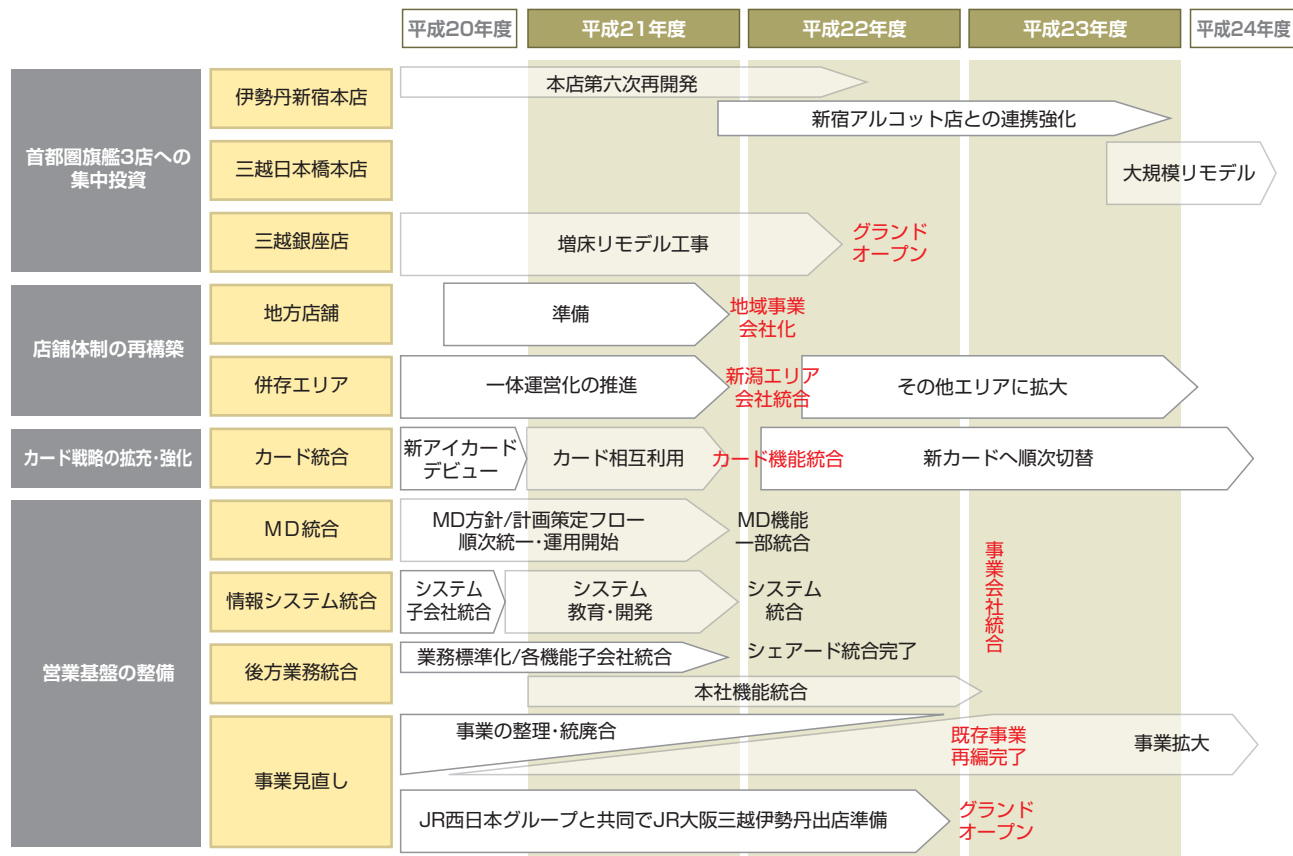 平成20年度
平成21年度
平成22年度
平成23年度
平成24年度
首都圏旗艦3店への
集中投資
伊勢丹新宿本店
本店第六次再開発
新宿アルコット店との連携強化
三越日本橋本店
大規模リモデル
三越銀座店
増床リモデル工事
グランド
オープン
店舗体制の再構築
地方店舗
準備
地域事業
会社化
併存エリア
一体運営化の推進
新潟エリア
会社統合
その他エリアに拡大
カード戦略の拡充・強化
カード統合
新アイカード
デビュー
カード相互利用
カード機能統合
新カードへ順次切替
営業基盤の整備
MD統合
MD方針/計画策定フロー
順次統一・運用開始
MD機能
一部統合
事業会社統合
情報システム統合
システム
子会社統合
システム
教育・開発
システム
統合
後方業務統合
業務標準化/各機能子会社統合
シェアード統合完了
本社機能統合
事業見直し
事業の整理・統廃合
既存事業
再編完了
事業拡大
JR西日本グループと共同でJR大阪三越伊勢丹出店準備
グランド
オープン